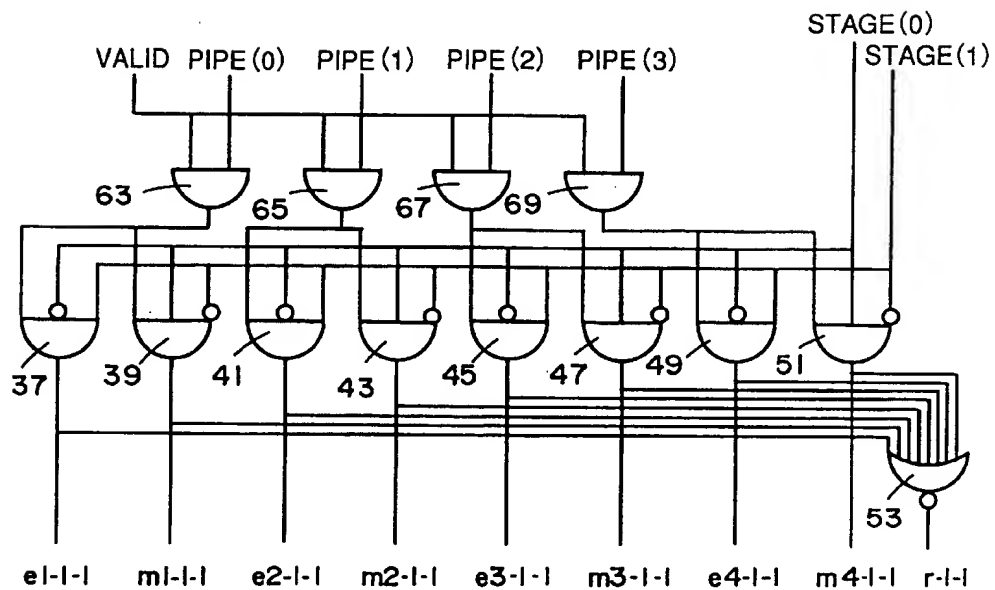 STAGE(0)
VALID PIPE(0) PIPE(1) PIPE(2) PIPE(3) STAGE(1)
63 65 67 69
37 39 41 43 45 47 49 51
53
e1-1-1 m1-1-1 e2-1-1 m2-1-1 e3-1-1 m3-1-1 e4-1-1 m4-1-1 r-1-1